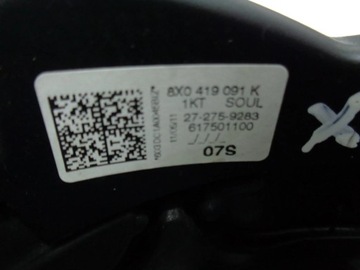 8X0 419 091 K
1KT SOUL
27-275-9283
617501100
_/_/_
07S